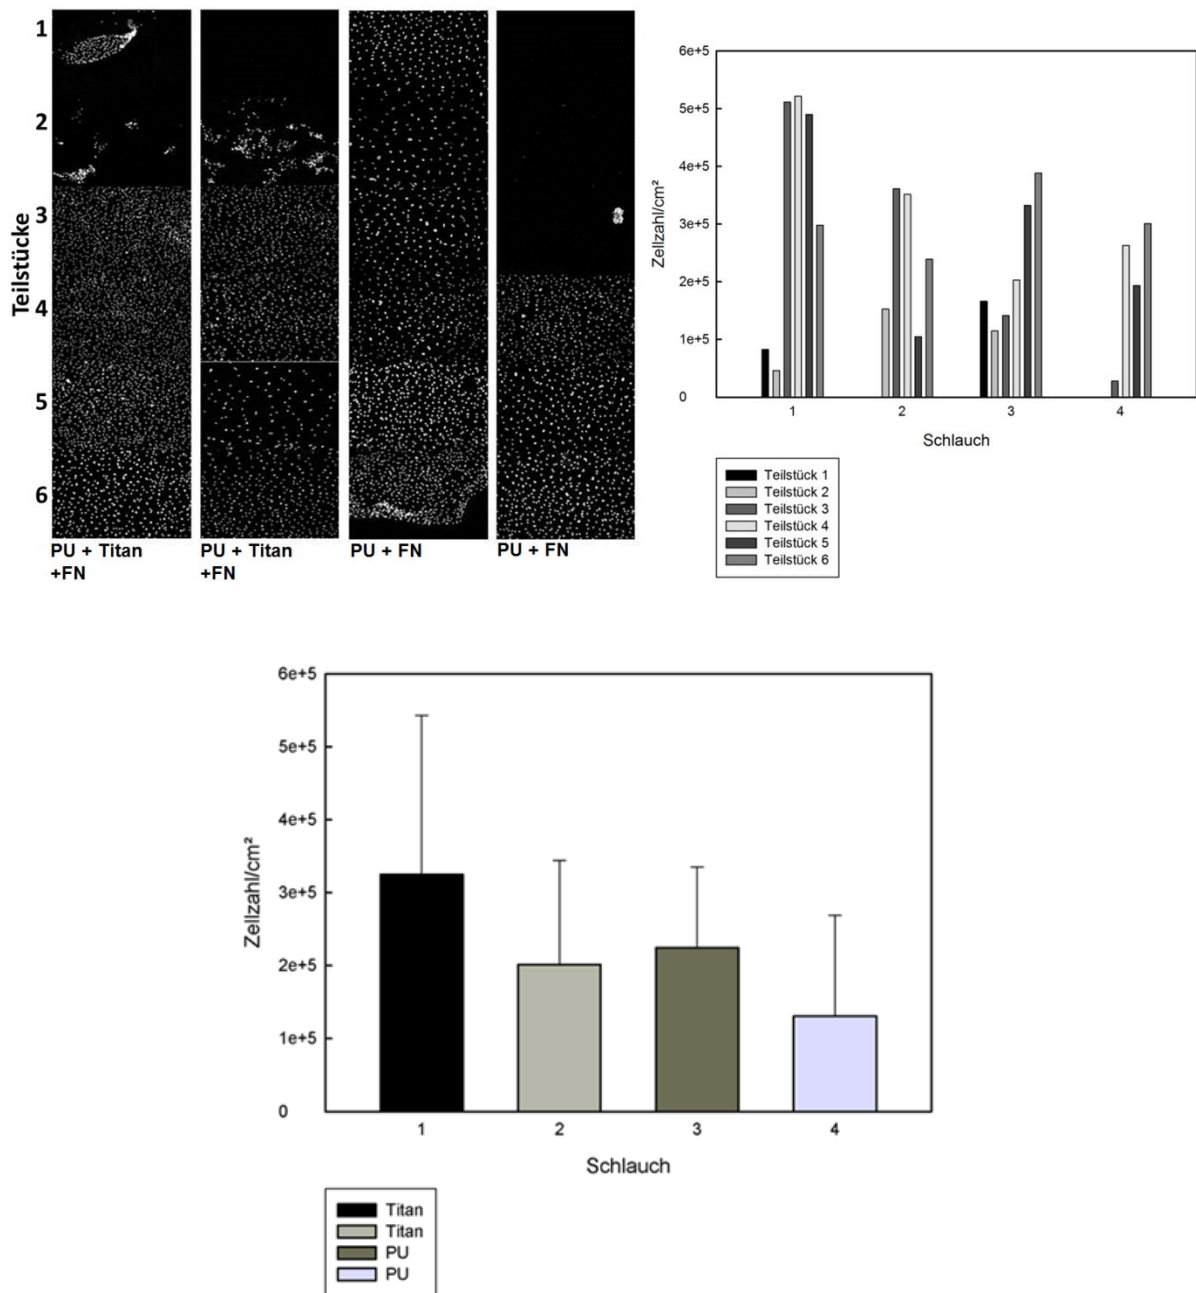 1
2
3
4
5
6
Teilstücke
PU + Titan
+FN
PU + Titan
+FN
PU + FN
PU + FN
6e+5
5e+5
4e+5
3e+5
2e+5
1e+5
0
Zellzahl/cm²
1 2 3 4
Schlauch
Teilstück 1
Teilstück 2
Teilstück 3
Teilstück 4
Teilstück 5
Teilstück 6
6e+5
5e+5
4e+5
3e+5
2e+5
1e+5
0
Zellzahl/cm²
1 2 3 4
Schlauch
Titan
Titan
PU
PU